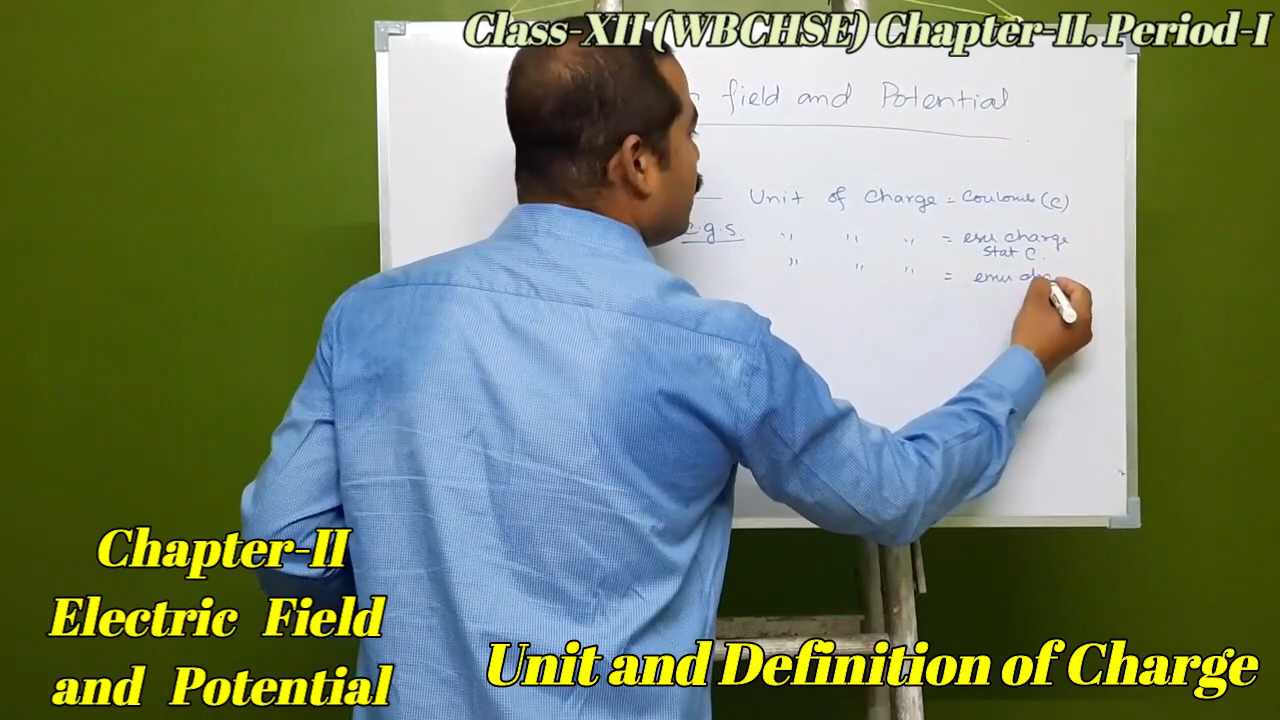 Class-XII (WBCHSE) Chapter-II. Period-I
field and Potential
Unit of Charge = Coulomb (C)
c.g.s. " " " = esu charge
Stat C.
" " " = emu
Chapter-II
Electric Field
and Potential
Unit and Definition of Charge